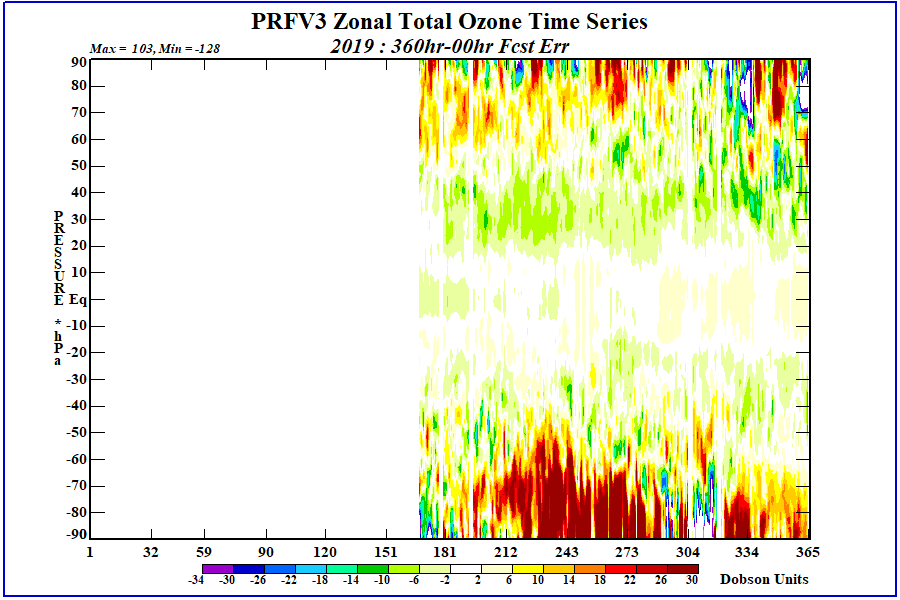 PRFV3 Zonal Total Ozone Time Series
Max = 103, Min = -128
2019 : 360hr-00hr Fcst Err
PRESSURE * hPa
90
80
70
60
50
40
30
20
10
Eq
-10
-20
-30
-40
-50
-60
-70
-80
-90
1 32 59 90 120 151 181 212 243 273 304 334 365
-34 -30 -26 -22 -18 -14 -10 -6 -2 2 6 10 14 18 22 26 30 Dobson Units